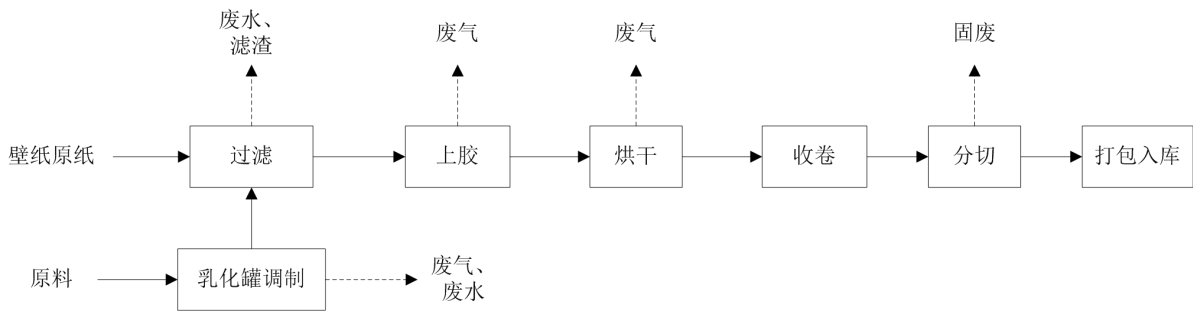 废水、
滤渣
废气
废气
固废
壁纸原纸
过滤
上胶
烘干
收卷
分切
打包入库
原料
乳化罐调制
废气、
废水